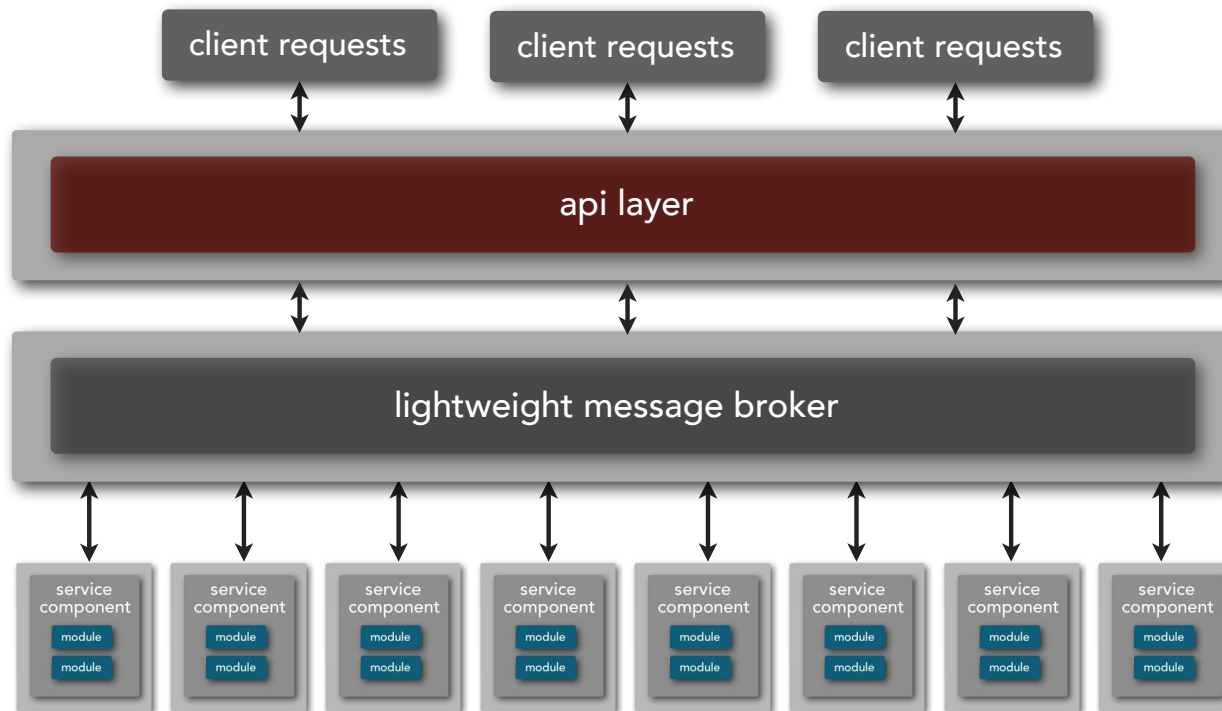 client requests
client requests
client requests
api layer
lightweight message broker
service
component
module
module
service
component
module
module
service
component
module
module
service
component
module
module
service
component
module
module
service
component
module
module
service
component
module
module
service
component
module
module